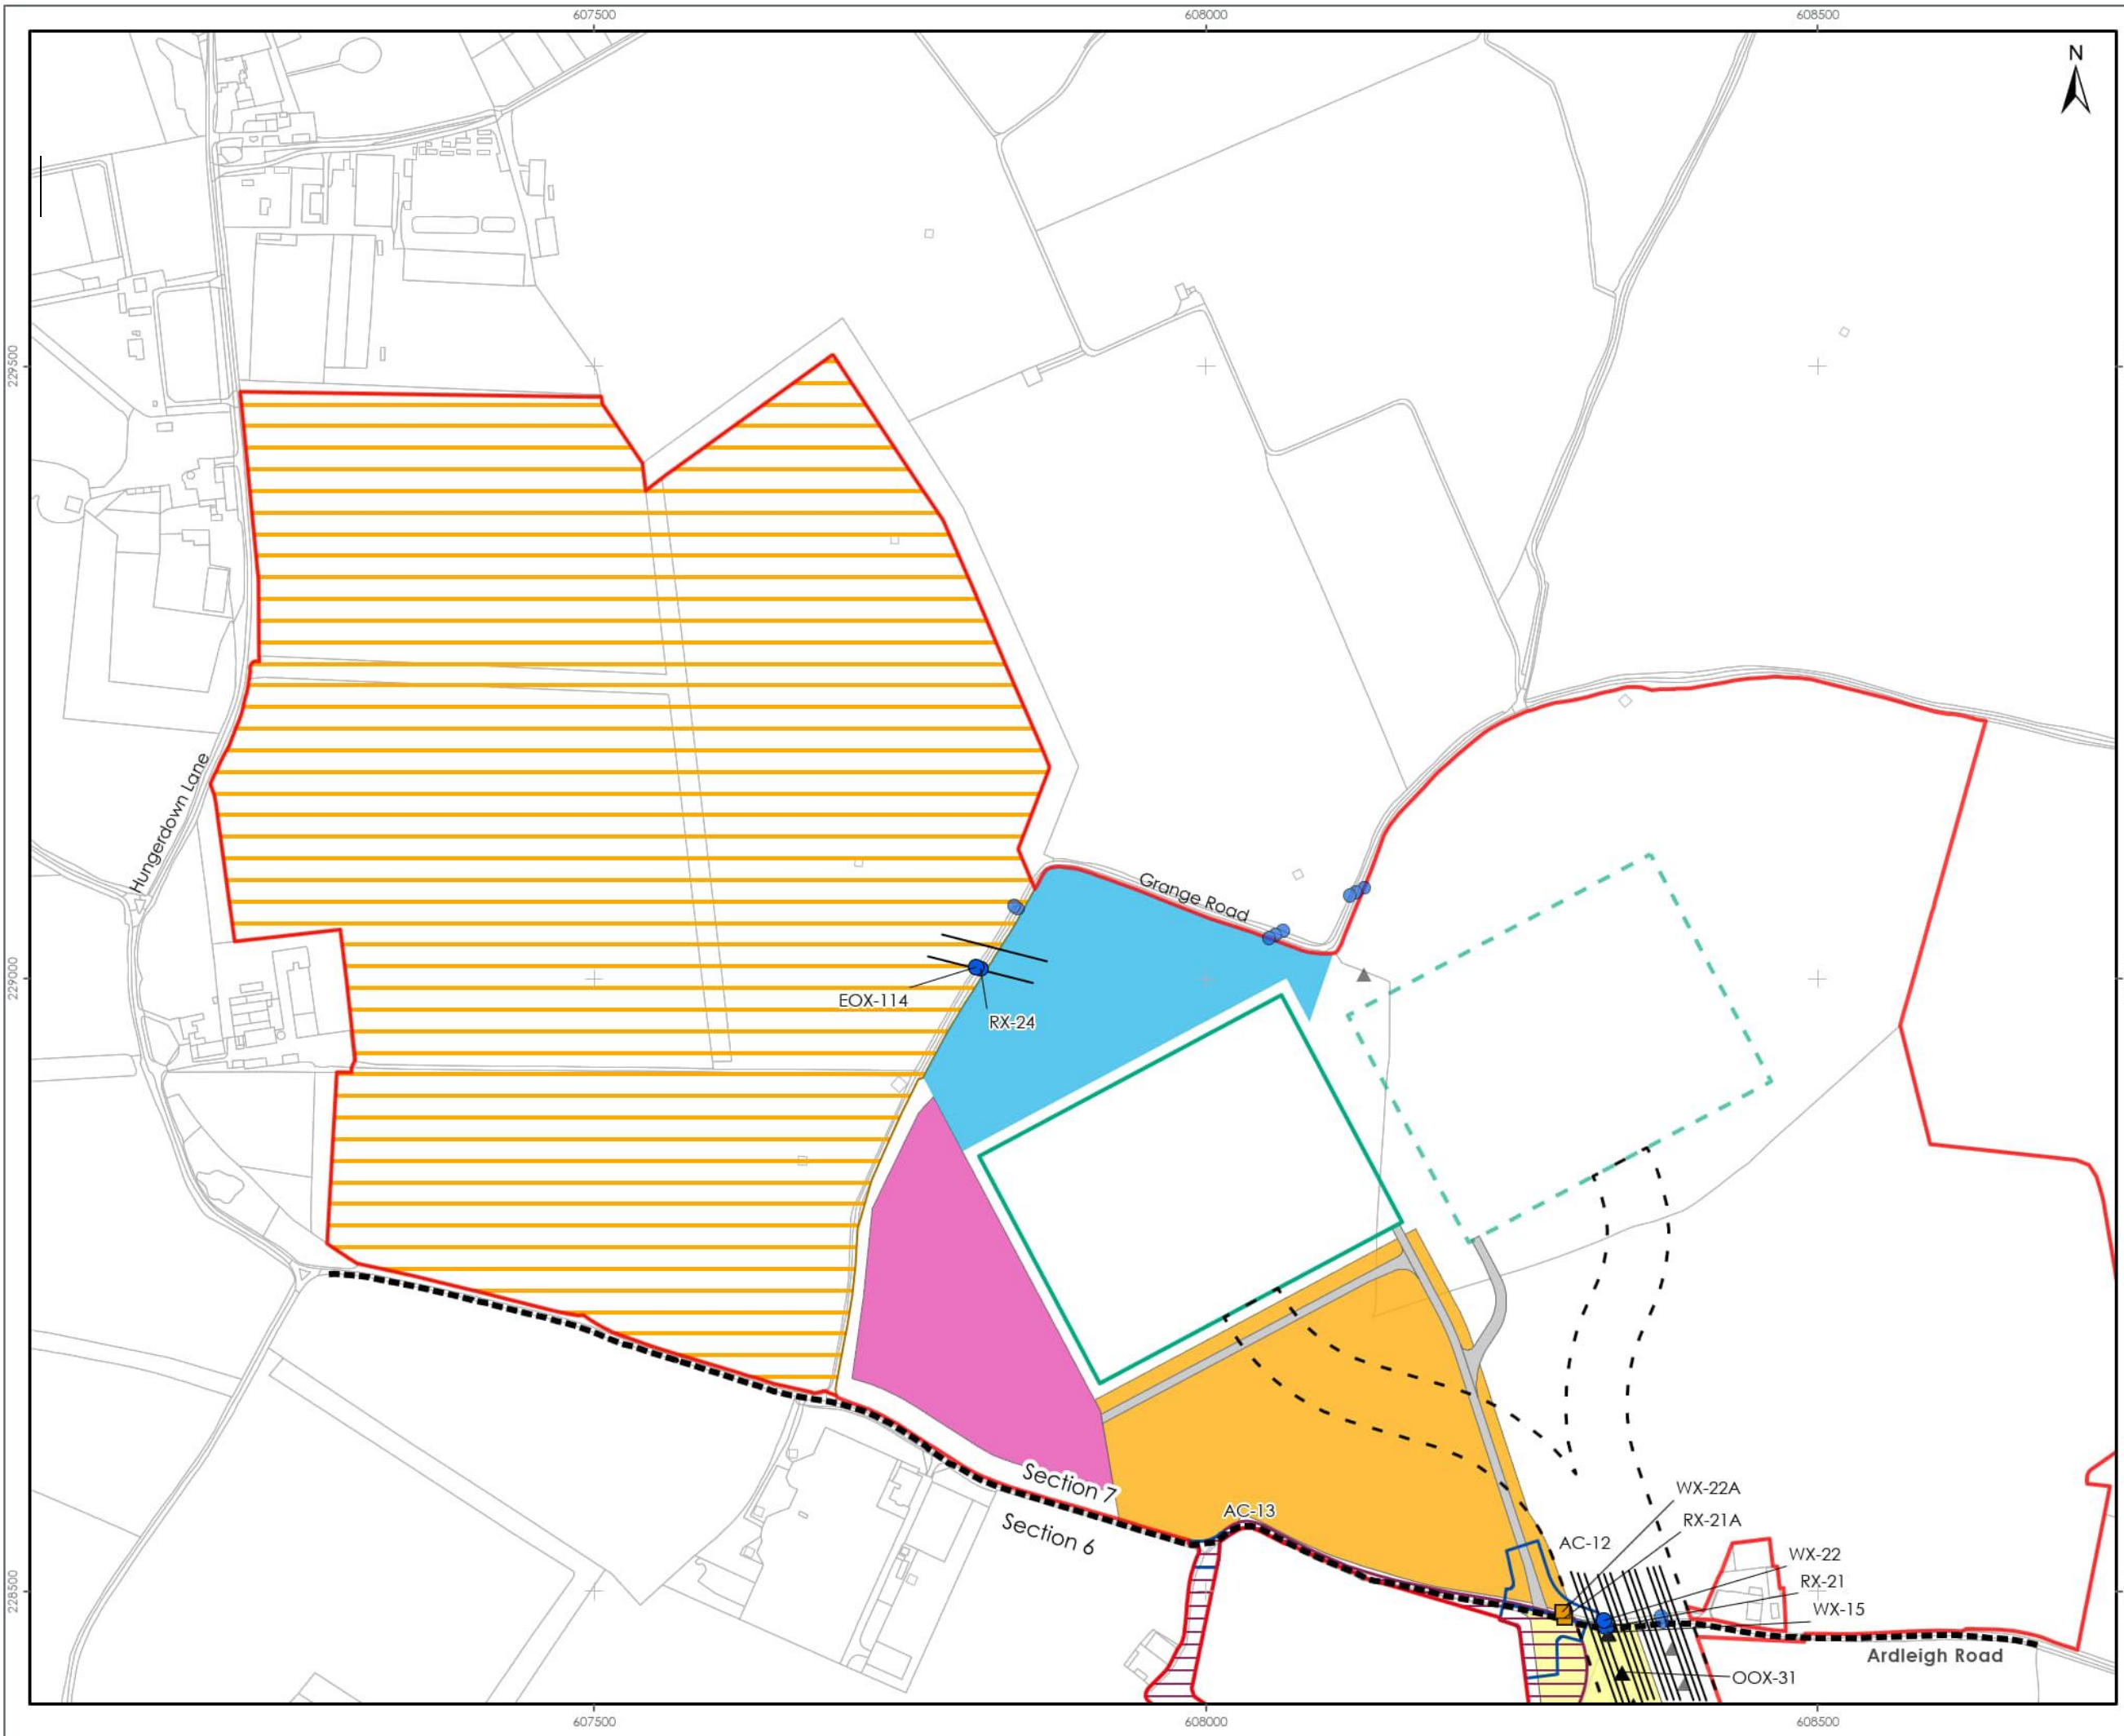 607500
608000
608500
N
229500
Hungerdown Lane
Grange Road
229000
EOX-114
RX-24
Section 7
Section 6
AC-13
WX-22A
RX-21A
AC-12
WX-22
RX-21
WX-15
228500
Ardleigh Road
OOX-31
607500
608000
608500